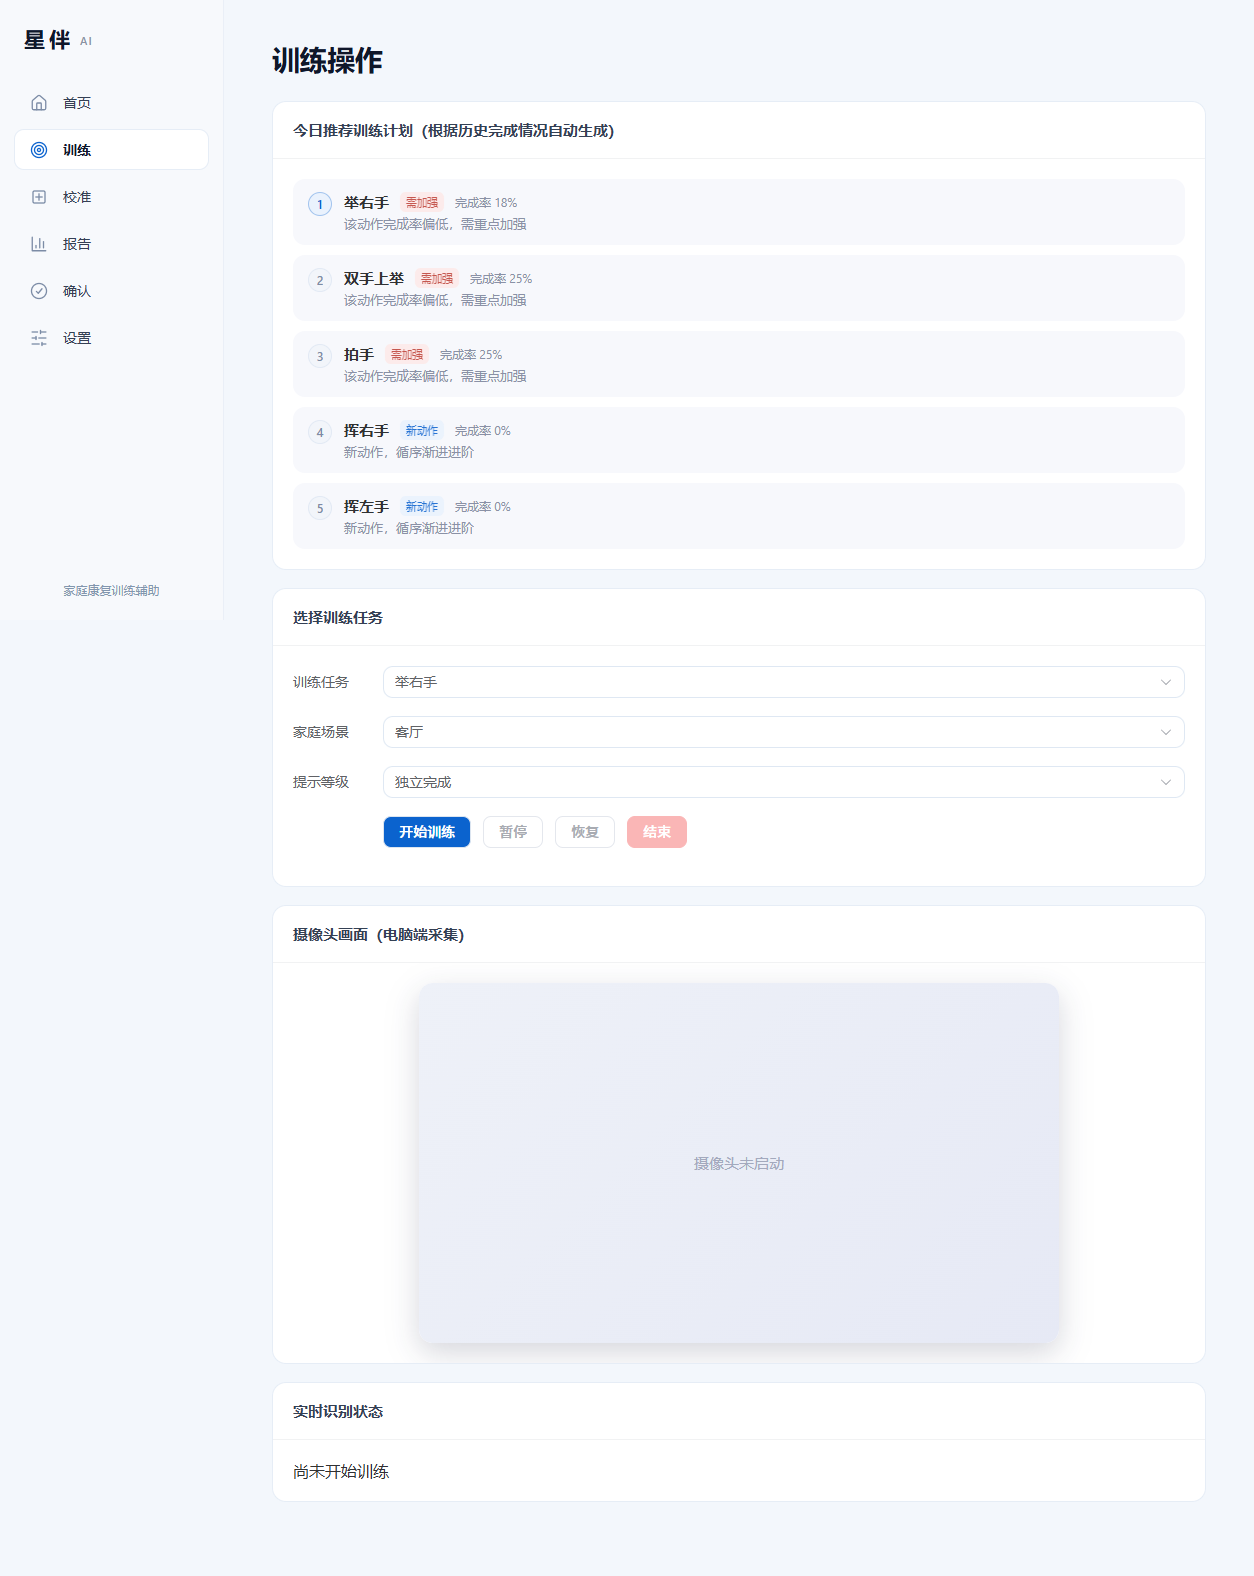 星伴 AI
首页
训练
校准
报告
确认
设置
家庭康复训练辅助
训练操作
今日推荐训练计划（根据历史完成情况自动生成）
1 举右手 需加强 完成率 18%
该动作完成率偏低，需重点加强
2 双手上举 需加强 完成率 25%
该动作完成率偏低，需重点加强
3 拍手 需加强 完成率 25%
该动作完成率偏低，需重点加强
4 挥右手 新动作 完成率 0%
新动作，循序渐进进阶
5 挥左手 新动作 完成率 0%
新动作，循序渐进进阶
选择训练任务
训练任务 举右手
家庭场景 客厅
提示等级 独立完成
开始训练 暂停 恢复 结束
摄像头画面（电脑端采集）
摄像头未启动
实时识别状态
尚未开始训练